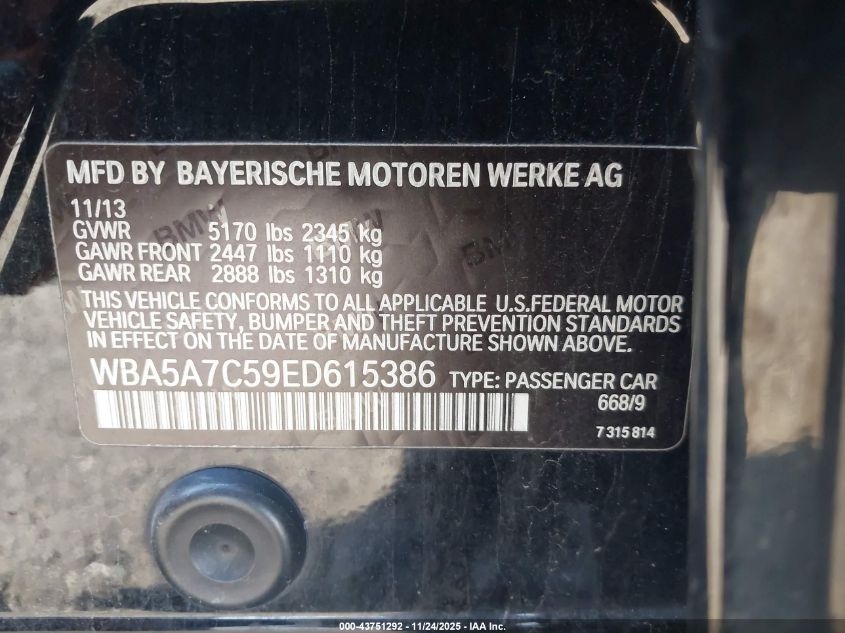 MFD BY BAYERISCHE MOTOREN WERKE AG
11/13
GVWR 5170 lbs 2345 kg
GAWR FRONT 2447 lbs 1110 kg
GAWR REAR 2888 lbs 1310 kg
THIS VEHICLE CONFORMS TO ALL APPLICABLE U.S.FEDERAL MOTOR
VEHICLE SAFETY, BUMPER AND THEFT PREVENTION STANDARDS
IN EFFECT ON THE DATE OF MANUFACTURE SHOWN ABOVE.
WBA5A7C59ED615386 TYPE: PASSENGER CAR
668/9
7 315 814
BMW
BMW
BMW
000-43751292 - 11/24/2025 - IAA Inc.